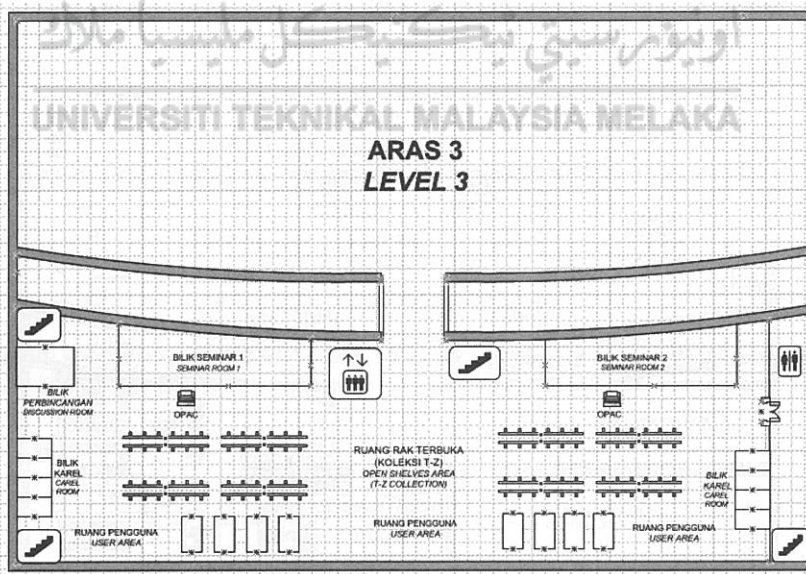 اونيۏرسيتي تيكنيكل مليسيا ملاك
UNIVERSITI TEKNIKAL MALAYSIA MELAKA
ARAS 3
LEVEL 3
BILIK SEMINAR 1
SEMINAR ROOM 1
BILIK SEMINAR 2
SEMINAR ROOM 2
BILIK
PERBINCANGAN
DISCUSSION ROOM
OPAC
OPAC
RUANG RAK TERBUKA
(KOLEKSI T-Z)
OPEN SHELVES AREA
(T-Z COLLECTION)
BILIK
KAREL
CAREL
ROOM
BILIK
KAREL
CAREL
ROOM
RUANG PENGGUNA
USER AREA
RUANG PENGGUNA
USER AREA
RUANG PENGGUNA
USER AREA